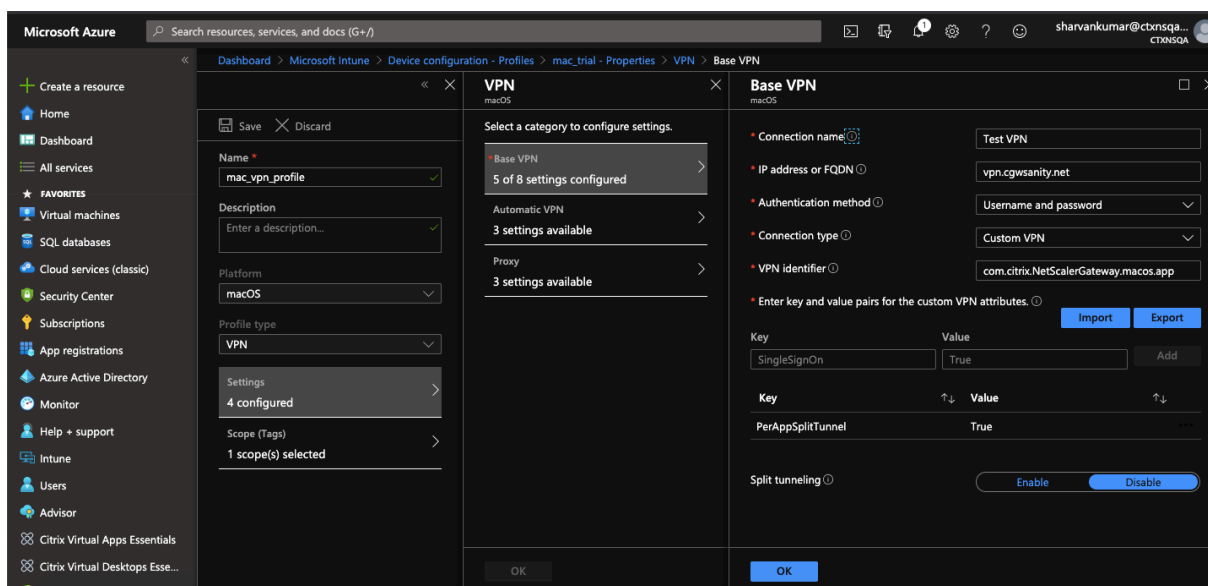 Microsoft Azure
Search resources, services, and docs (G+/)
1
sharvankumar@ctxnsqa...
CTXNSQA
Dashboard > Microsoft Intune > Device configuration - Profiles > mac_trial - Properties > VPN > Base VPN
Create a resource
Home
Dashboard
All services
FAVORITES
Virtual machines
SQL databases
Cloud services (classic)
Security Center
Subscriptions
App registrations
Azure Active Directory
Monitor
Help + support
Intune
Users
Advisor
Citrix Virtual Apps Essentials
Citrix Virtual Desktops Esse...
Save Discard
Name *
mac_vpn_profile
Description
Enter a description...
Platform
macOS
Profile type
VPN
Settings
4 configured
Scope (Tags)
1 scope(s) selected
VPN
macOS
Select a category to configure settings.
*Base VPN
5 of 8 settings configured
Automatic VPN
3 settings available
Proxy
3 settings available
OK
Base VPN
macOS
* Connection name
Test VPN
* IP address or FQDN
vpn.cgwsanity.net
* Authentication method
Username and password
* Connection type
Custom VPN
* VPN identifier
com.citrix.NetScalerGateway.macos.app
* Enter key and value pairs for the custom VPN attributes.
Import Export
Key Value
SingleSignOn True Add
Key Value
PerAppSplitTunnel True
Split tunneling Enable Disable
OK